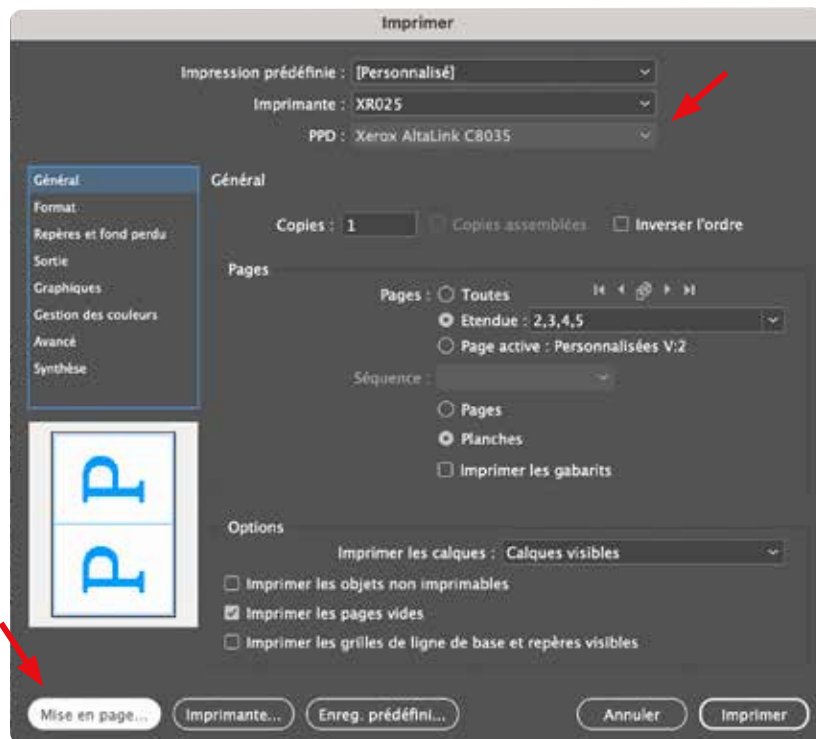 Imprimer
Impression prédéfinie : [Personnalisé]
Imprimante : XR025
PPD : Xerox AltaLink C8035
Général
Format
Repères et fond perdu
Sortie
Graphiques
Gestion des couleurs
Avancé
Synthèse
Général
Copies : 1 Copies assemblées Inverser l'ordre
Pages
Pages : Toutes
Etendue : 2,3,4,5
Page active : Personnalisées V:2
Séquence :
Pages
Planches
Imprimer les gabarits
P P
P P
Options
Imprimer les calques : Calques visibles
Imprimer les objets non imprimables
Imprimer les pages vides
Imprimer les grilles de ligne de base et repères visibles
Mise en page... Imprimante... Enreg. prédéfini... Annuler Imprimer